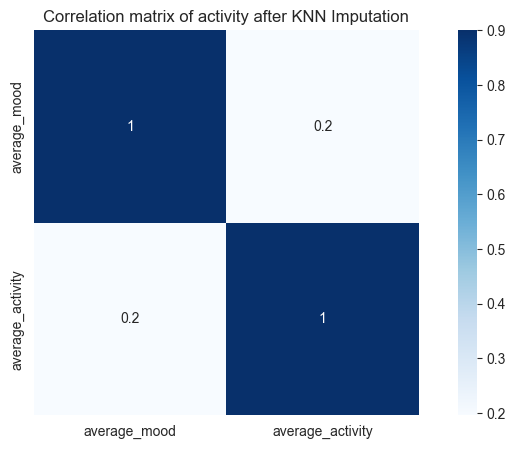 Correlation matrix of activity after KNN Imputation
average_mood
1
0.2
average_activity
0.2
1
average_mood
average_activity
0.9
0.8
0.7
0.6
0.5
0.4
0.3
0.2